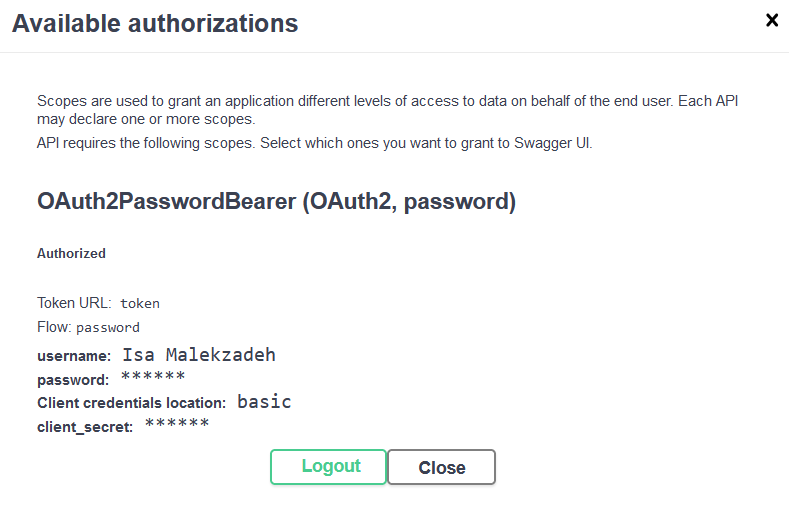 Available authorizations
Scopes are used to grant an application different levels of access to data on behalf of the end user. Each API
may declare one or more scopes.
API requires the following scopes. Select which ones you want to grant to Swagger UI.
OAuth2PasswordBearer (OAuth2, password)
Authorized
Token URL: token
Flow: password
username: Isa Malekzadeh
password: ******
Client credentials location: basic
client_secret: ******
Logout Close